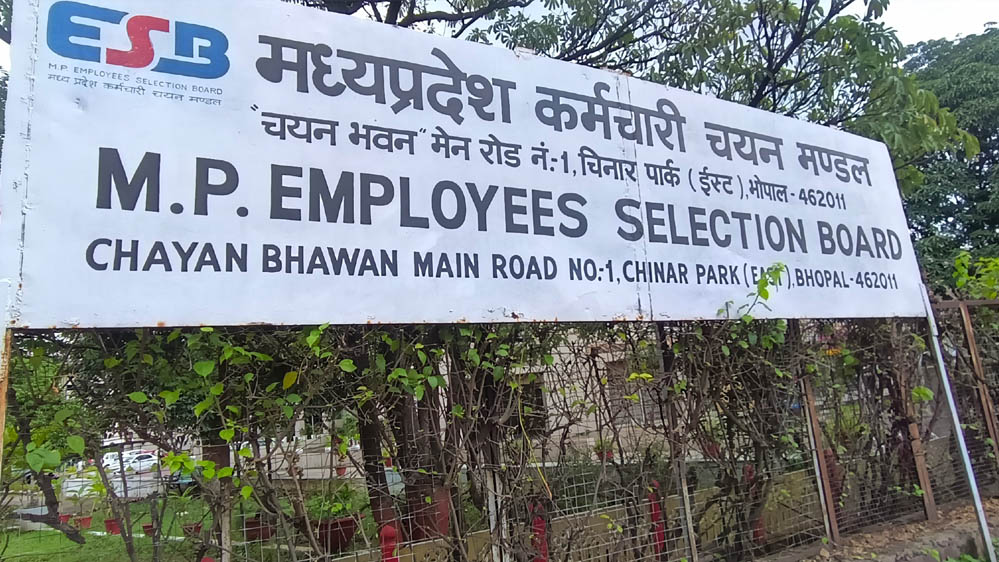 ESB
M.P. EMPLOYEES SELECTION BOARD
मध्य प्रदेश कर्मचारी चयन मण्डल
मध्यप्रदेश कर्मचारी चयन मण्डल
"चयन भवन" मेन रोड नं:-1, चिनार पार्क (ईस्ट), भोपाल - 462011
M.P. EMPLOYEES SELECTION BOARD
CHAYAN BHAWAN MAIN ROAD NO:-1, CHINAR PARK (EAST), BHOPAL-462011